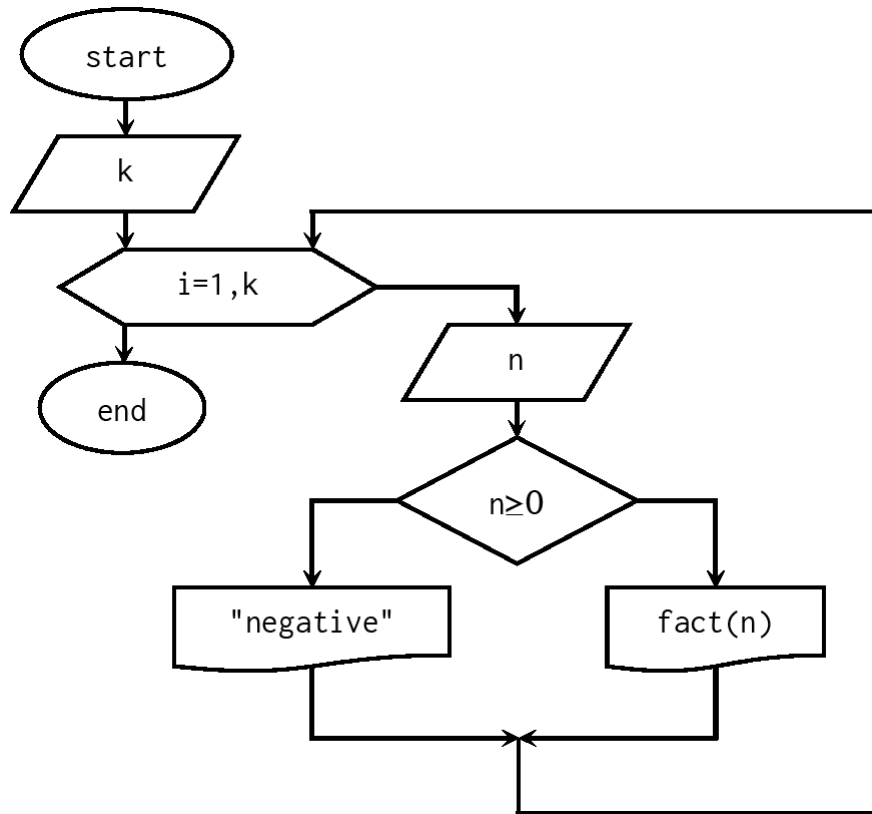 start
k
i=1,k
n
end
n≥0
"negative"
fact(n)